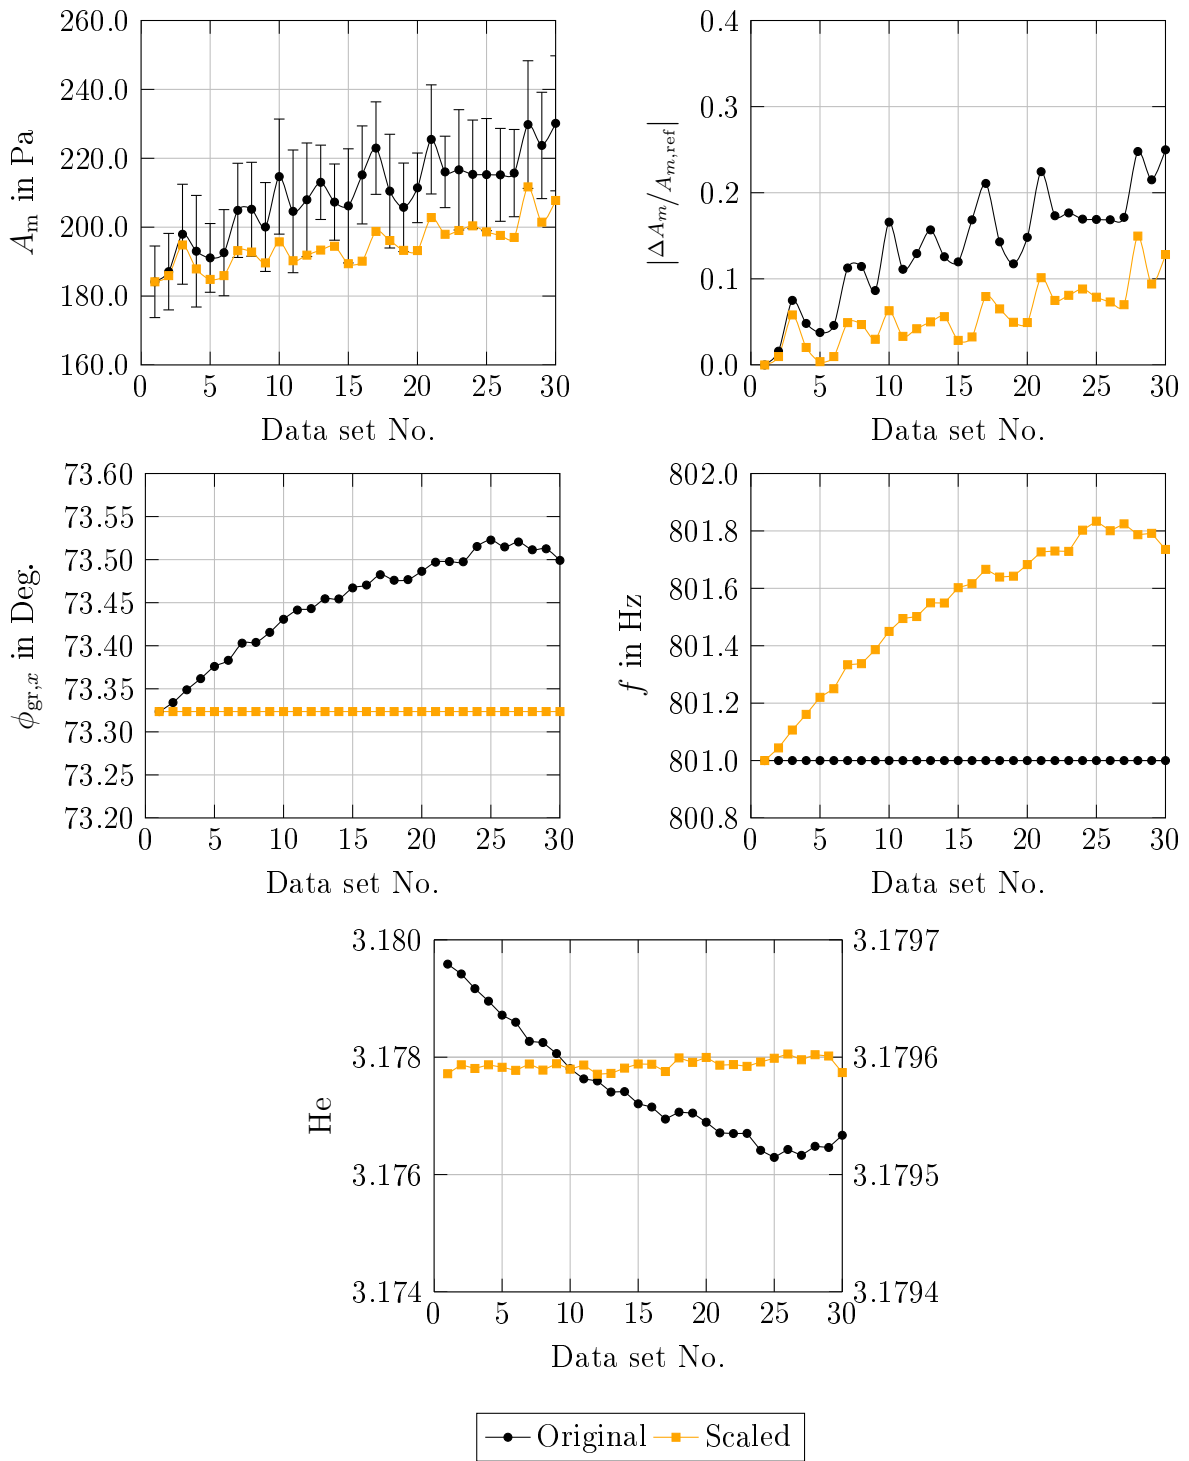 260.0
240.0
220.0
200.0
180.0
160.0
0 5 10 15 20 25 30
A_m in Pa
Data set No.
0.4
0.3
0.2
0.1
0.0
0 5 10 15 20 25 30
|ΔA_m/A_{m,ref}|
Data set No.
73.60
73.55
73.50
73.45
73.40
73.35
73.30
73.25
73.20
0 5 10 15 20 25 30
ϕ_{gr,x} in Deg.
Data set No.
802.0
801.8
801.6
801.4
801.2
801.0
800.8
0 5 10 15 20 25 30
f in Hz
Data set No.
3.180 3.1797
3.178 3.1796
3.176 3.1795
3.174 3.1794
0 5 10 15 20 25 30
He
Data set No.
Original Scaled